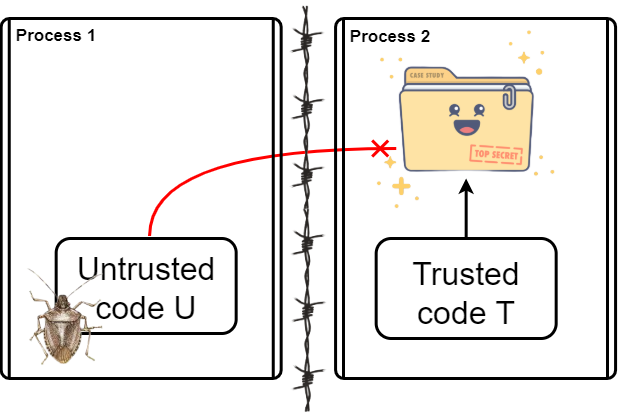 Process 1
Process 2
CASE STUDY
TOP SECRET
Untrusted
code U
Trusted
code T